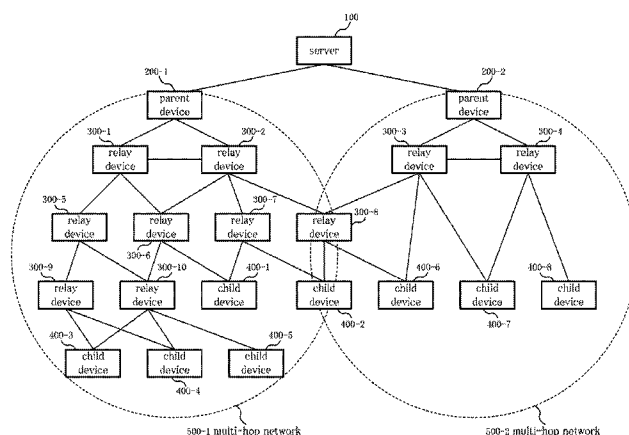 100
server
200-1
200-2
parent
device
parent
device
300-1
300-2
300-3
300-4
relay
device
relay
device
relay
device
relay
device
300-5
300-7
relay
device
relay
device
relay
device
relay
device
300-8
300-6
300-9
300-10
400-1
400-6
400-8
relay
device
relay
device
child
device
child
device
child
device
child
device
child
device
400-2
400-7
400-3
400-5
child
device
child
device
child
device
400-4
500-1 multi-hop network
500-2 multi-hop network